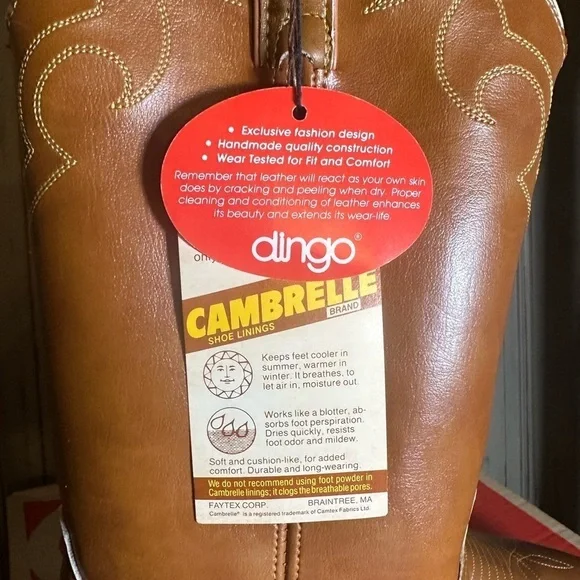 • Exclusive fashion design
• Handmade quality construction
• Wear Tested for Fit and Comfort
Remember that leather will react as your own skin
does by cracking and peeling when dry. Proper
cleaning and conditioning of leather enhances
its beauty and extends its wear-life.
dingo®
CAMBRELLE
BRAND
SHOE LININGS
Keeps feet cooler in
summer, warmer in
winter. It breathes, to
let air in, moisture out.
Works like a blotter, ab-
sorbs foot perspiration.
Dries quickly, resists
foot odor and mildew.
Soft and cushion-like, for added
comfort. Durable and long-wearing.
We do not recommend using foot powder in
Cambrelle linings; it clogs the breathable pores.
FAYTEX CORP. BRAINTREE, MA
Cambrelle® is a registered trademark of Camtex Fabrics Ltd.